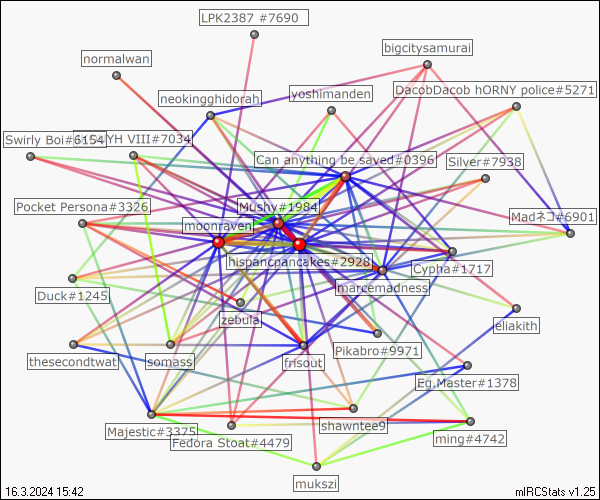 LPK2387 #7690
bigcitysamurai
normalwan
DacobDacob hORNY police#5271
yoshimanden
neokingghidorah
Swirly Boi#6154
YH VIII#7034
Can anything be saved#0396
Silver#7938
Pocket Persona#3326
Mushy#1984
Madネコ#6901
moonraven
hispancpancakes#2928
Cypha#1717
marcemadness
Duck#1245
zebula
eliakith
Pikabro#9971
thesecondtwat
somass
frisout
Eg.Master#1378
Majestic#3375
shawntee9
Fedora Stoat#4479
ming#4742
mukszi
16.3.2024 15:42
mIRCStats v1.25